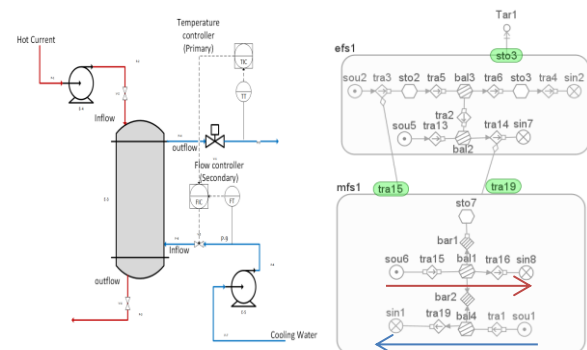 Temperature
controller
(Primary)
Hot Current
TIC
TT
Inflow
outflow
Flow controller
(Secondary)
FIC
FT
Inflow
P-9
outflow
Cooling Water
Tar1
efs1
sto3
sou2 tra3 sto2 tra5 bal3 tra6 sto3 tra4 sin2
tra2
sou5 tra13 tra14 sin7
bal2
mfs1
tra15
tra19
sto7
bar1
sou6 tra15 bal1 tra16 sin8
bar2
sin1 tra19 bal4 tra1 sou1